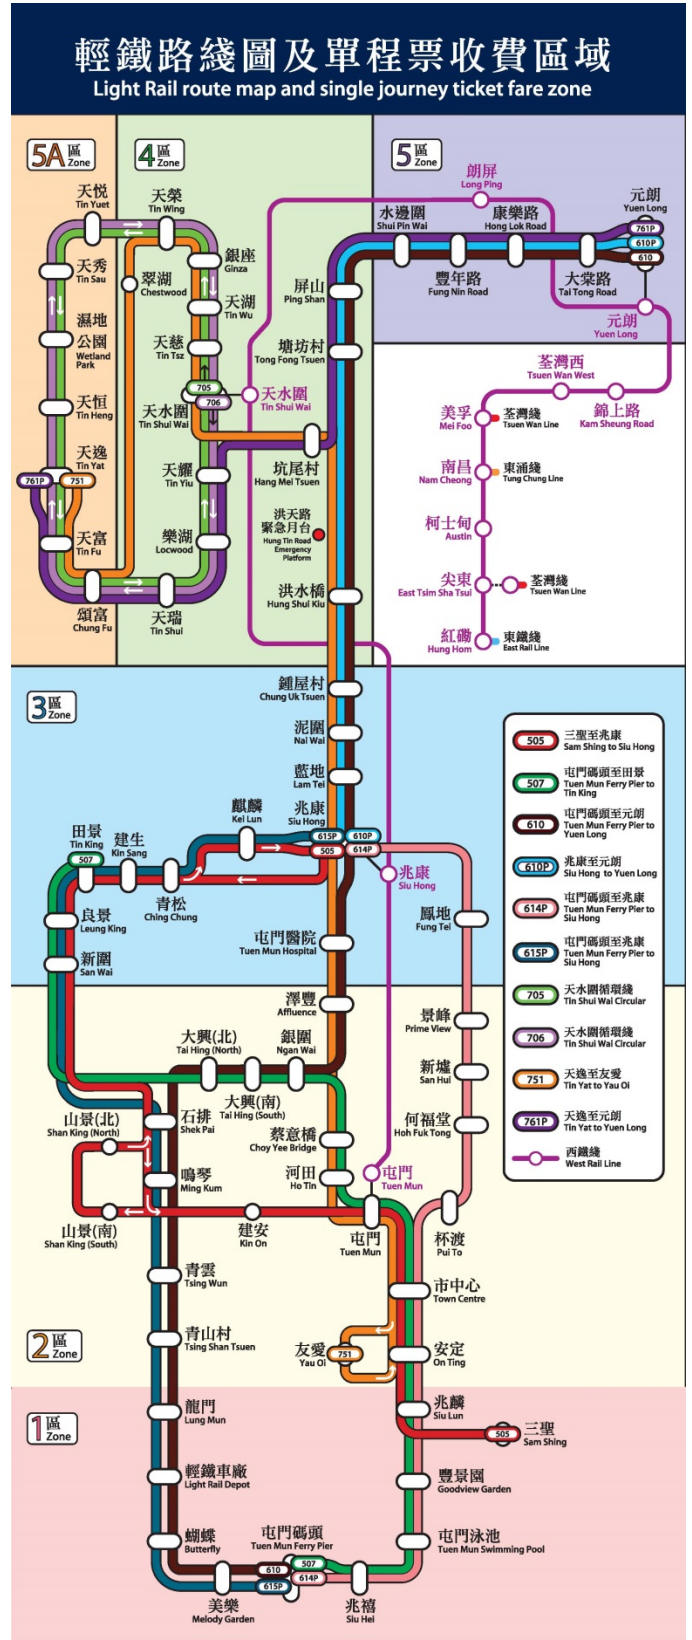 輕鐵路綫圖及單程票收費區域
Light Rail route map and single journey ticket fare zone
5A 區
Zone
4 區
Zone
5 區
Zone
天悅
Tin Yuet
天榮
Tin Wing
天秀
Tin Sau
翠湖
Chestwood
銀座
Ginza
濕地
公園
Wetland
Park
天湖
Tin Wu
天慈
Tin Tsz
天恒
Tin Heng
705
706
天水圍
Tin Shui Wai
天水圍
Tin Shui Wai
天逸
Tin Yat
761P
751
天耀
Tin Yiu
坑尾村
Hang Mei Tsuen
天富
Tin Fu
樂湖
Locwood
頌富
Chung Fu
天瑞
Tin Shui
洪天路
緊急月台
Hung Tin Road
Emergency
Platform
洪水橋
Hung Shui Kiu
屏山
Ping Shan
塘坊村
Tong Fong Tsuen
朗屏
Long Ping
水邊圍
Shui Pin Wai
康樂路
Hong Lok Road
元朗
Yuen Long
761P
610P
610
豐年路
Fung Nin Road
大棠路
Tai Tong Road
元朗
Yuen Long
荃灣西
Tsuen Wan West
錦上路
Kam Sheung Road
美孚
Mei Foo
荃灣綫
Tsuen Wan Line
南昌
Nam Cheong
東涌綫
Tung Chung Line
柯士甸
Austin
尖東
East Tsim Sha Tsui
荃灣綫
Tsuen Wan Line
紅磡
Hung Hom
東鐵綫
East Rail Line
3 區
Zone
鍾屋村
Chung Uk Tsuen
泥圍
Nai Wai
藍地
Lam Tei
麒麟
Kei Lun
兆康
Siu Hong
615P
610P
505
614P
田景
Tin King
507
建生
Kin Sang
青松
Ching Chung
兆康
Siu Hong
良景
Leung King
鳳地
Fung Tei
新圍
San Wai
屯門醫院
Tuen Mun Hospital
505
三聖至兆康
Sam Shing to Siu Hong
507
屯門碼頭至田景
Tuen Mun Ferry Pier to
Tin King
610
屯門碼頭至元朗
Tuen Mun Ferry Pier to
Yuen Long
610P
兆康至元朗
Siu Hong to Yuen Long
614P
屯門碼頭至兆康
Tuen Mun Ferry Pier to
Siu Hong
615P
屯門碼頭至兆康
Tuen Mun Ferry Pier to
Siu Hong
705
天水圍循環綫
Tin Shui Wai Circular
706
天水圍循環綫
Tin Shui Wai Circular
751
天逸至友愛
Tin Yat to Yau Oi
761P
天逸至元朗
Tin Yat to Yuen Long
西鐵綫
West Rail Line
澤豐
Affluence
大興(北)
Tai Hing (North)
銀圍
Ngan Wai
大興(南)
Tai Hing (South)
景峰
Prime View
新墟
San Hui
山景(北)
Shan King (North)
石排
Shek Pai
蔡意橋
Choy Yee Bridge
何福堂
Hoh Fuk Tong
鳴琴
Ming Kum
河田
Ho Tin
屯門
Tuen Mun
山景(南)
Shan King (South)
建安
Kin On
屯門
Tuen Mun
杯渡
Pui To
青雲
Tsing Wun
市中心
Town Centre
青山村
Tsing Shan Tsuen
2 區
Zone
友愛
Yau Oi
751
安定
On Ting
1 區
Zone
龍門
Lung Mun
兆麟
Siu Lun
505
三聖
Sam Shing
輕鐵車廠
Light Rail Depot
豐景園
Goodview Garden
蝴蝶
Butterfly
屯門碼頭
Tuen Mun Ferry Pier
屯門泳池
Tuen Mun Swimming Pool
610
507
615P
614P
美樂
Melody Garden
兆禧
Siu Hei